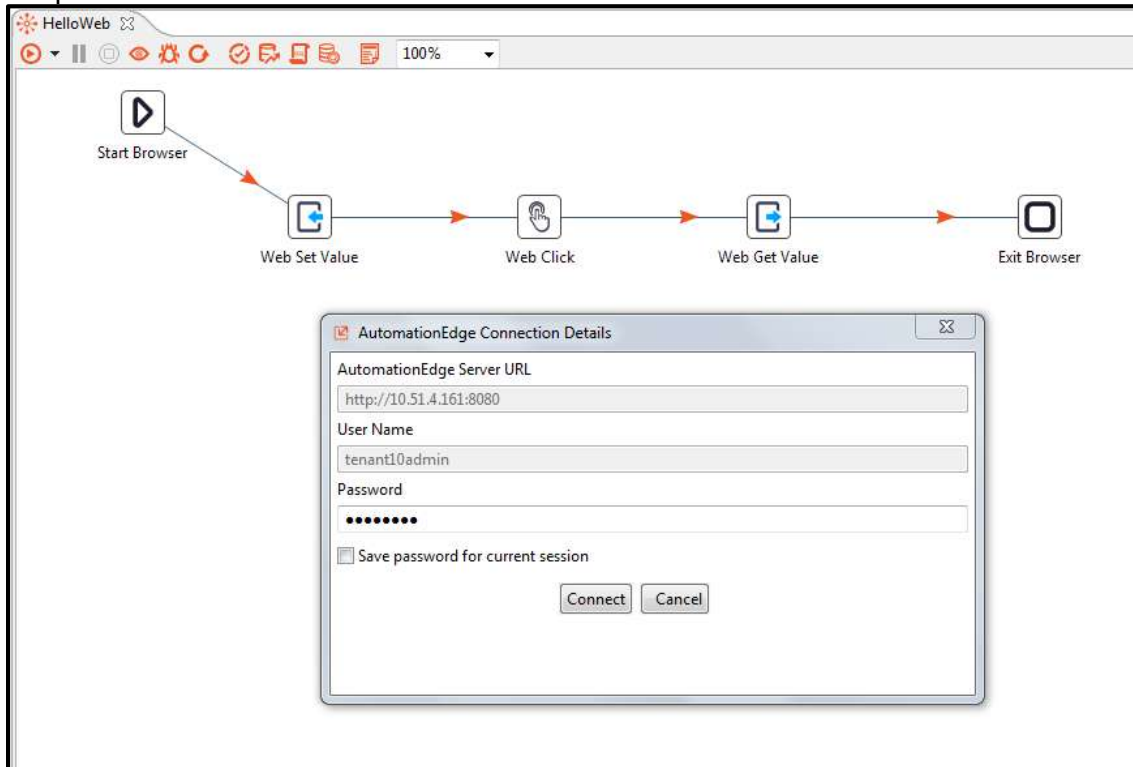 HelloWeb
100%
Start Browser
Web Set Value
Web Click
Web Get Value
Exit Browser
AutomationEdge Connection Details
AutomationEdge Server URL
http://10.51.4.161:8080
User Name
tenant10admin
Password
••••••••
Save password for current session
Connect
Cancel